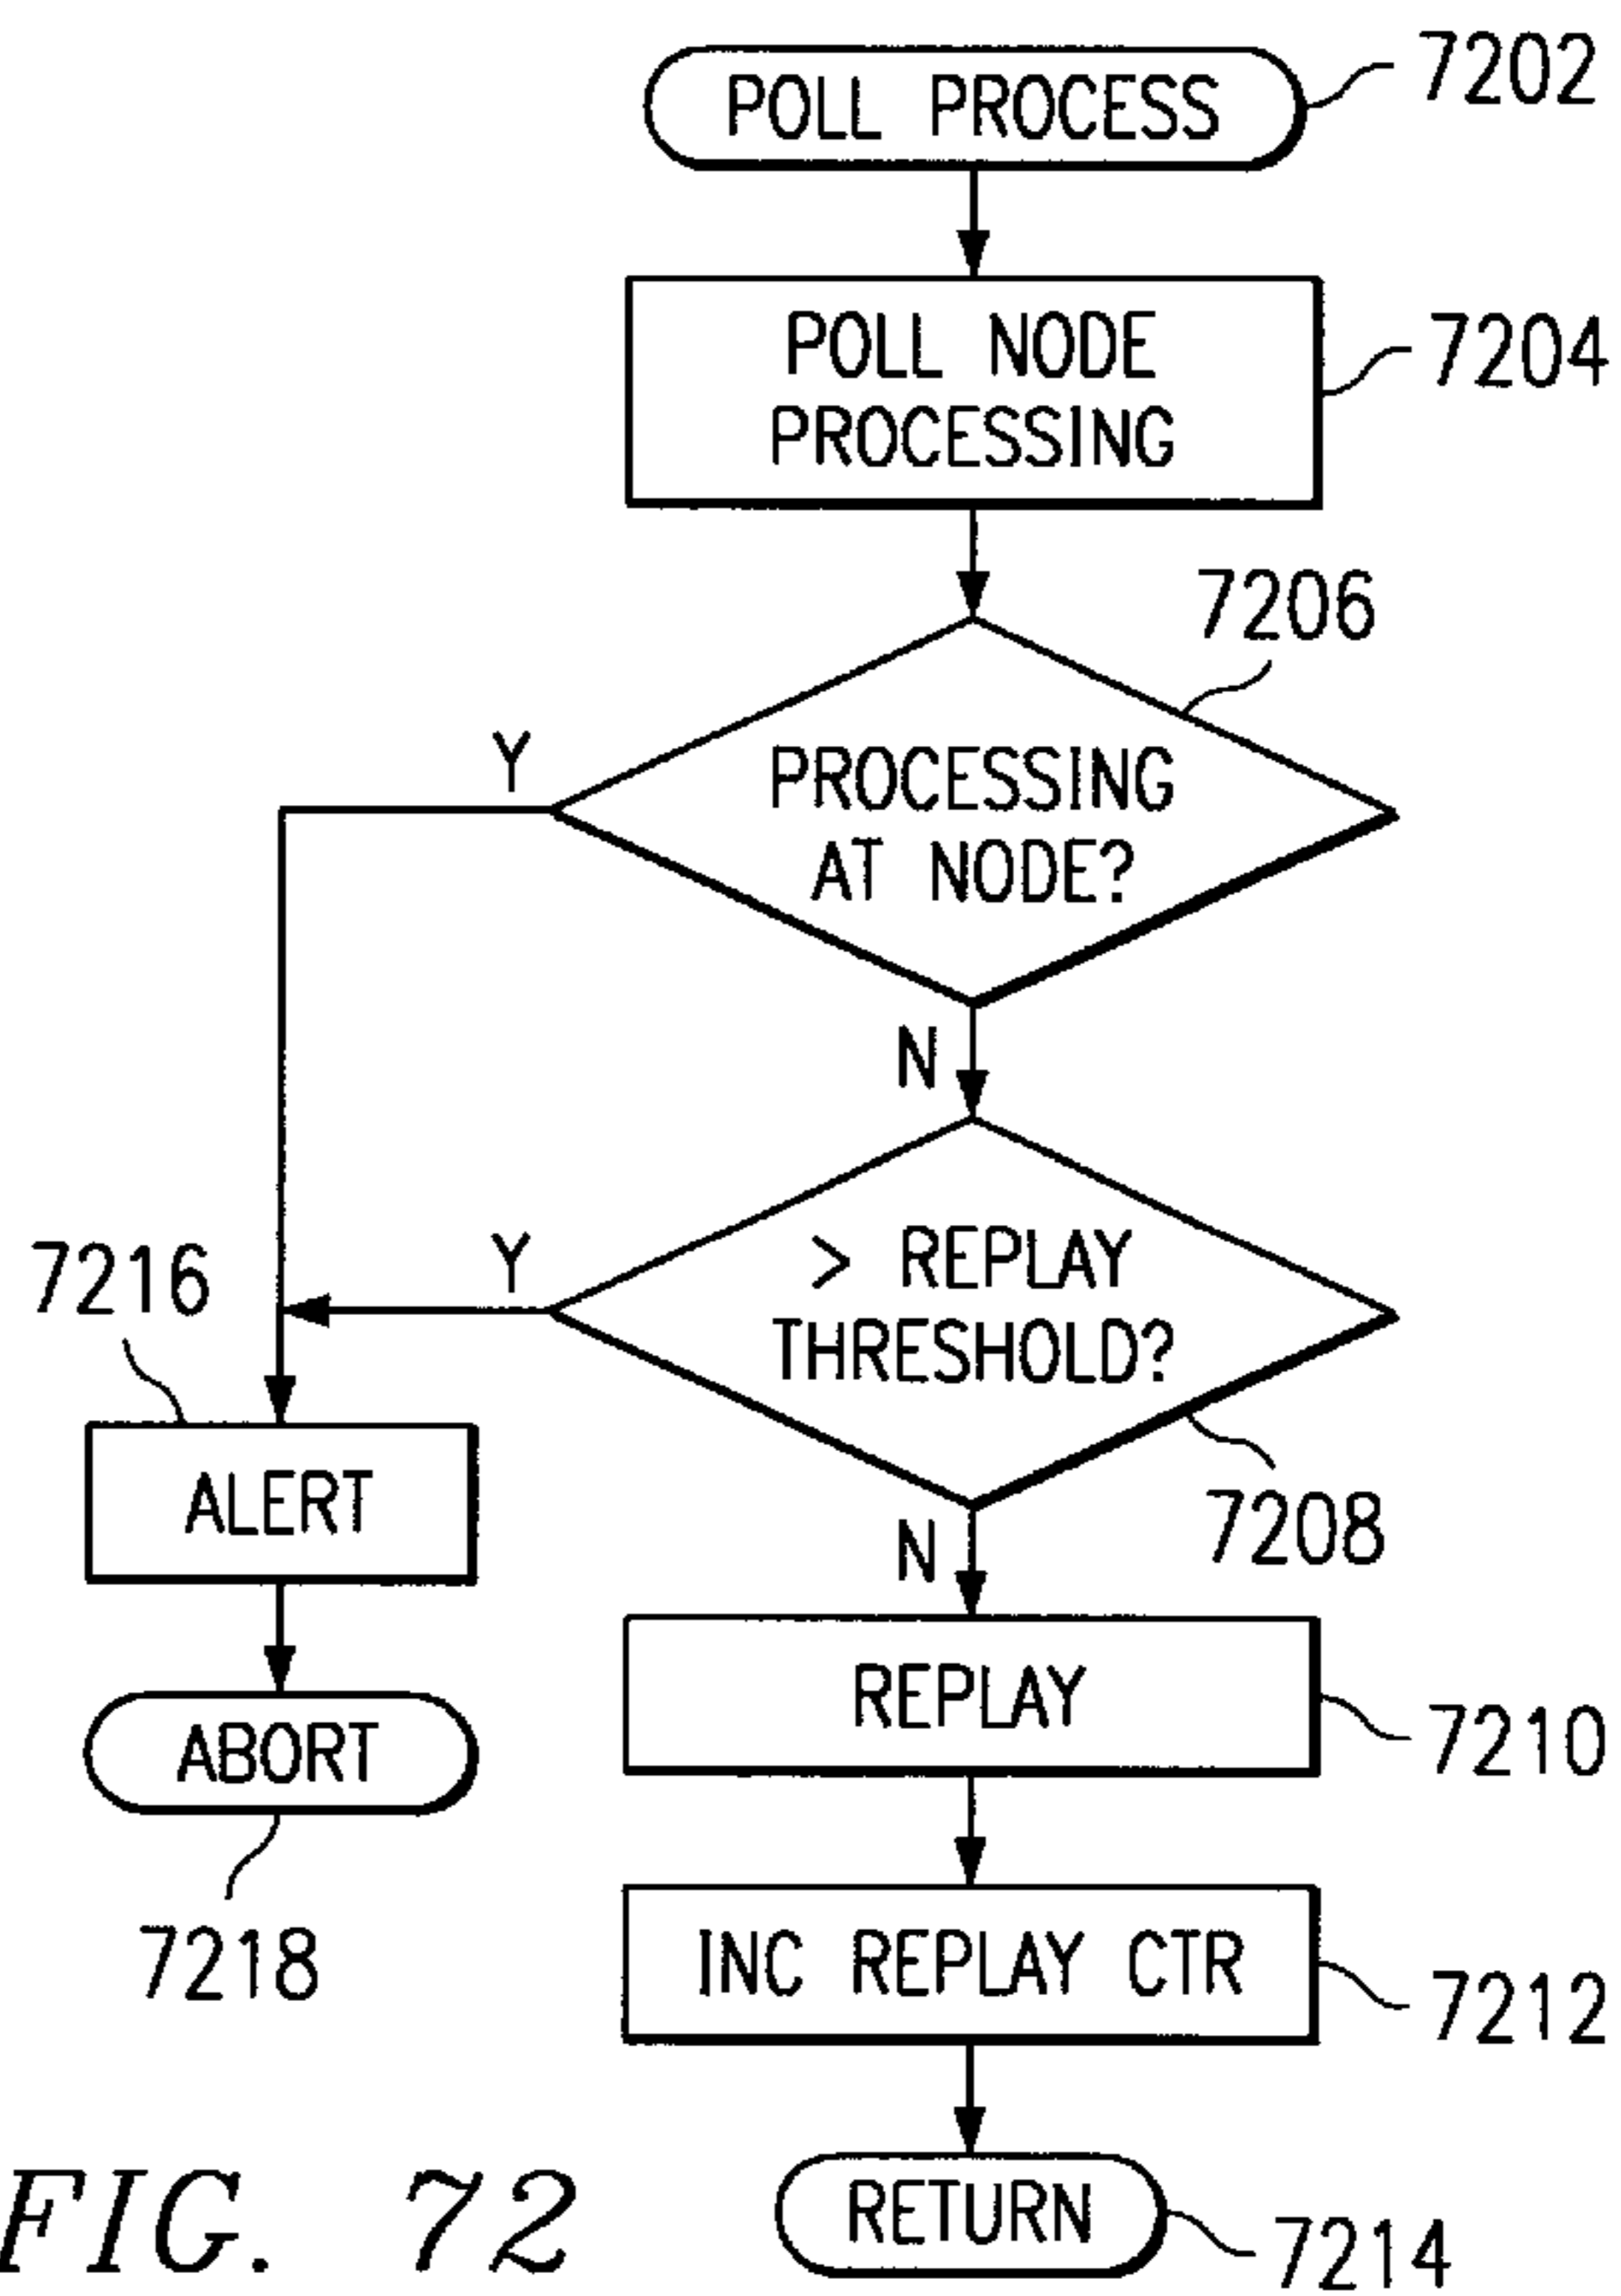 POLL PROCESS
7202
POLL NODE
PROCESSING
7204
7206
PROCESSING
AT NODE?
Y
N
> REPLAY
THRESHOLD?
Y
7216
7208
N
ALERT
REPLAY
7210
ABORT
7218
INC REPLAY CTR
7212
RETURN
7214
FIG. 72